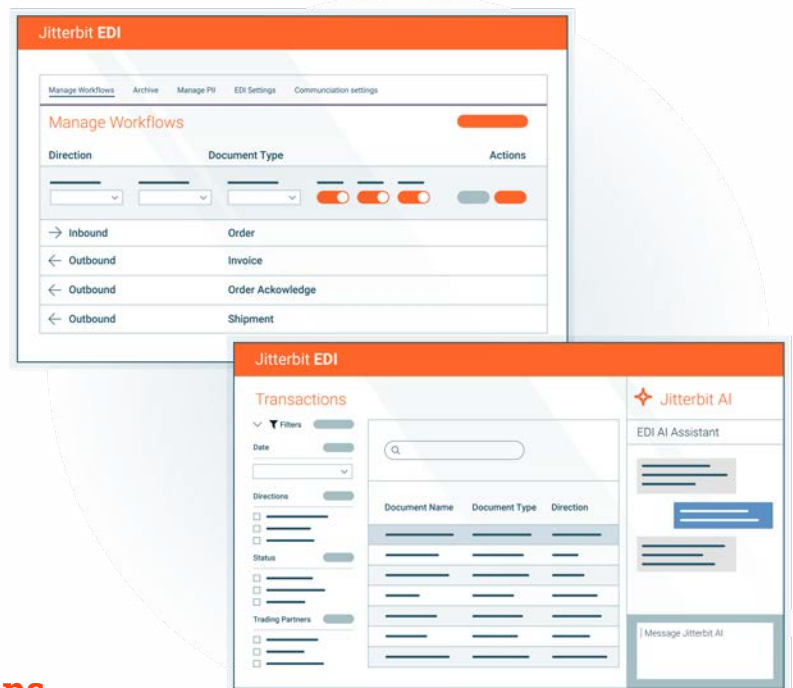 Jitterbit EDI
Manage Workflows Archive Manage PII EDI Settings Communciation settings
Manage Workflows
Direction Document Type Actions
Inbound Order
Outbound Invoice
Outbound Order Ackowledge
Outbound Shipment
Jitterbit EDI
Transactions
Filters
Date
Directions
Status
Trading Partners
Document Name Document Type Direction
Jitterbit AI
EDI AI Assistant
Message Jitterbit AI